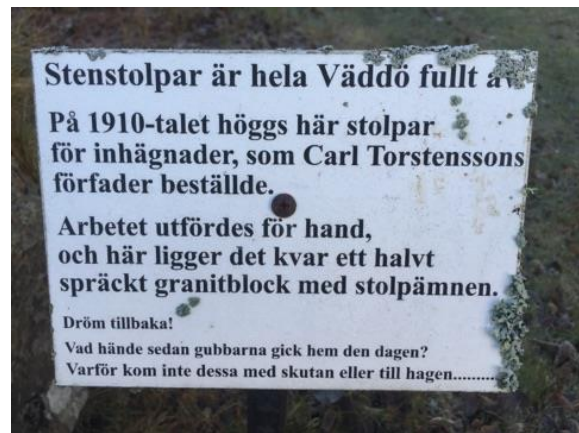 Stenstolpar är hela Väddö fullt av
På 1910-talet höggs här stolpar
för inhägnader, som Carl Torstenssons
förfader beställde.
Arbetet utfördes för hand,
och här ligger det kvar ett halvt
spräckt granitblock med stolpämnen.
Dröm tillbaka!
Vad hände sedan gubbarna gick hem den dagen?
Varför kom inte dessa med skutan eller till hagen..........